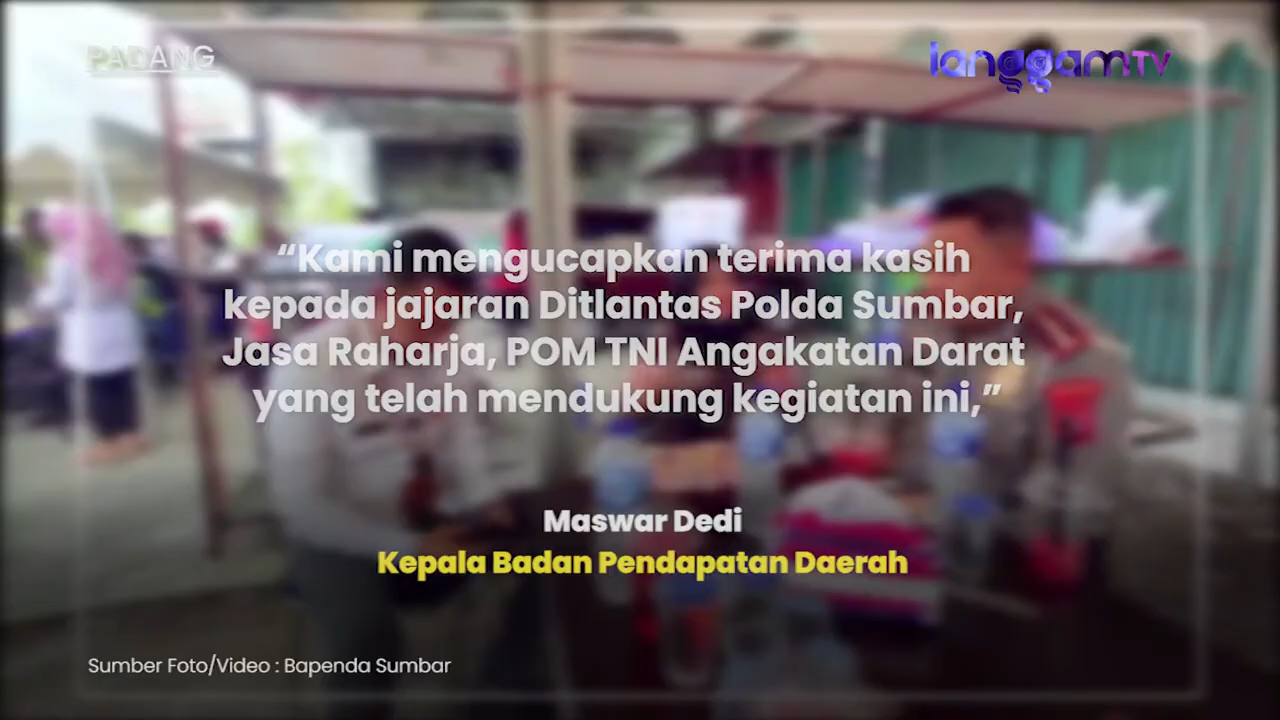 PADANG
langgamTV
“Kami mengucapkan terima kasih
kepada jajaran Ditlantas Polda Sumbar,
Jasa Raharja, POM TNI Angakatan Darat
yang telah mendukung kegiatan ini,”
Maswar Dedi
Kepala Badan Pendapatan Daerah
Sumber Foto/Video : Bapenda Sumbar